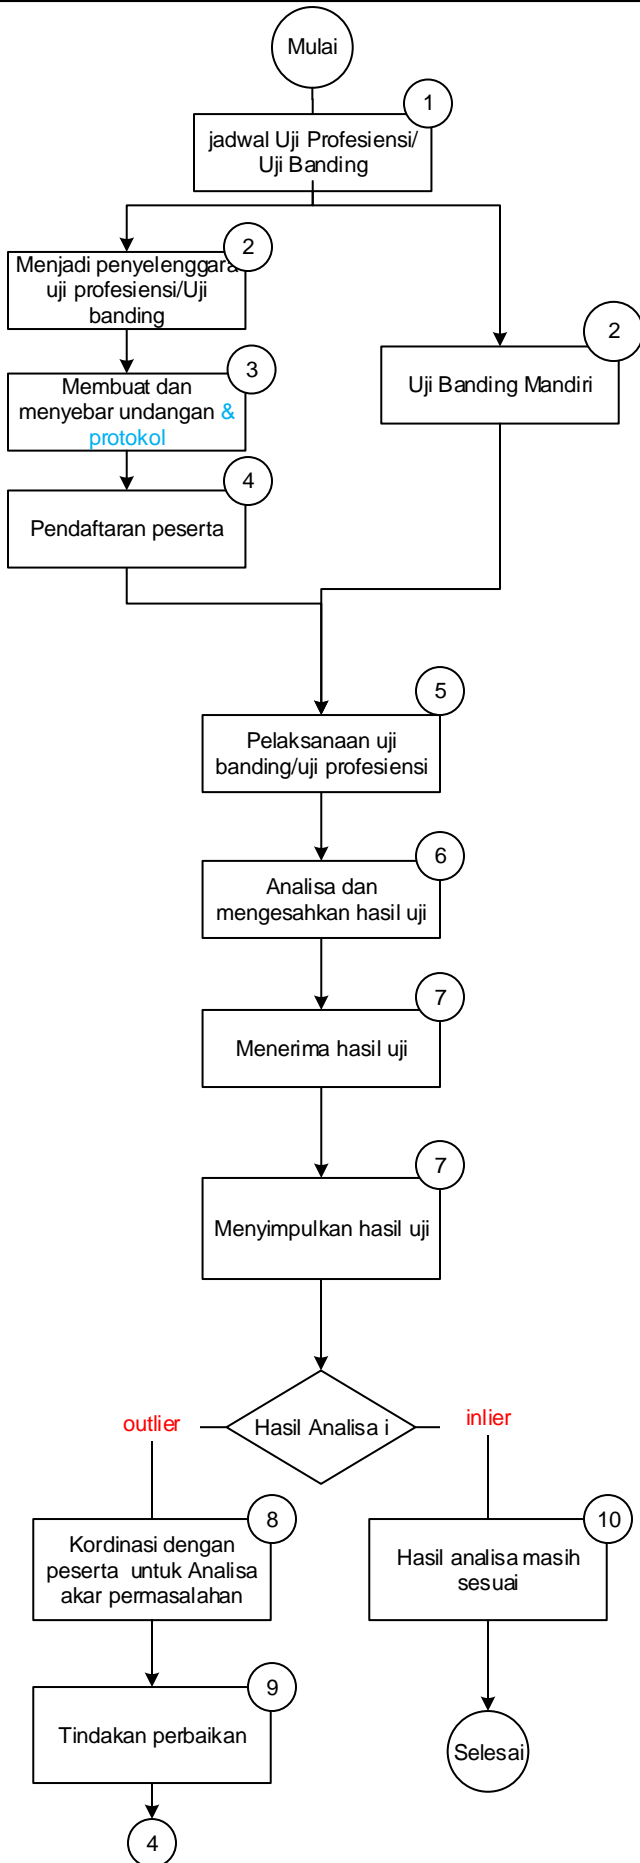 Mulai
1
jadwal Uji Profesiensi/
Uji Banding
2
Menjadi penyelenggara
uji profesiensi/Uji
banding
2
Uji Banding Mandiri
3
Membuat dan
menyebar undangan &
protokol
4
Pendaftaran peserta
5
Pelaksanaan uji
banding/uji profesiensi
6
Analisa dan
mengesahkan hasil uji
7
Menerima hasil uji
7
Menyimpulkan hasil uji
Hasil Analisa i
outlier
inlier
8
Kordinasi dengan
peserta untuk Analisa
akar permasalahan
10
Hasil analisa masih
sesuai
9
Tindakan perbaikan
Selesai
4